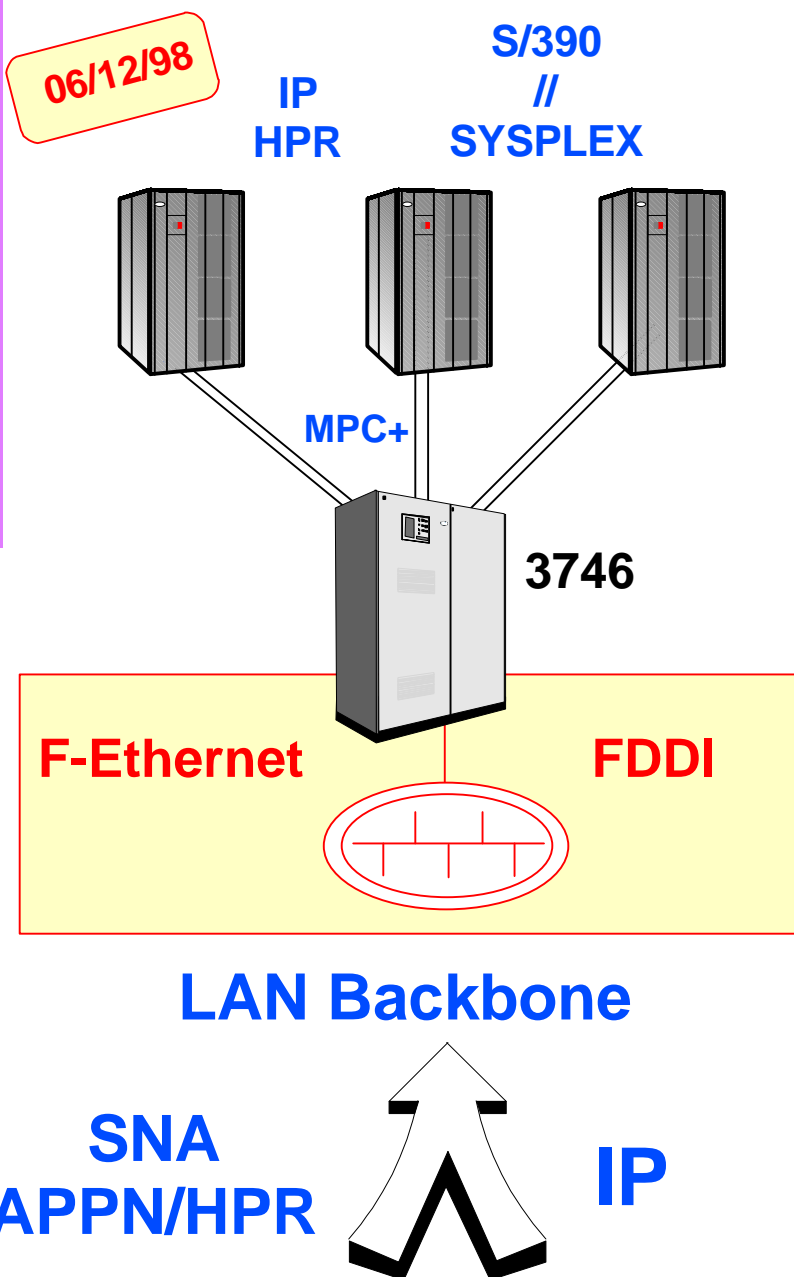 06/12/98
IP
HPR
S/390
//
SYSPLEX
MPC+
3746
F-Ethernet
FDDI
LAN Backbone
SNA
APPN/HPR
IP